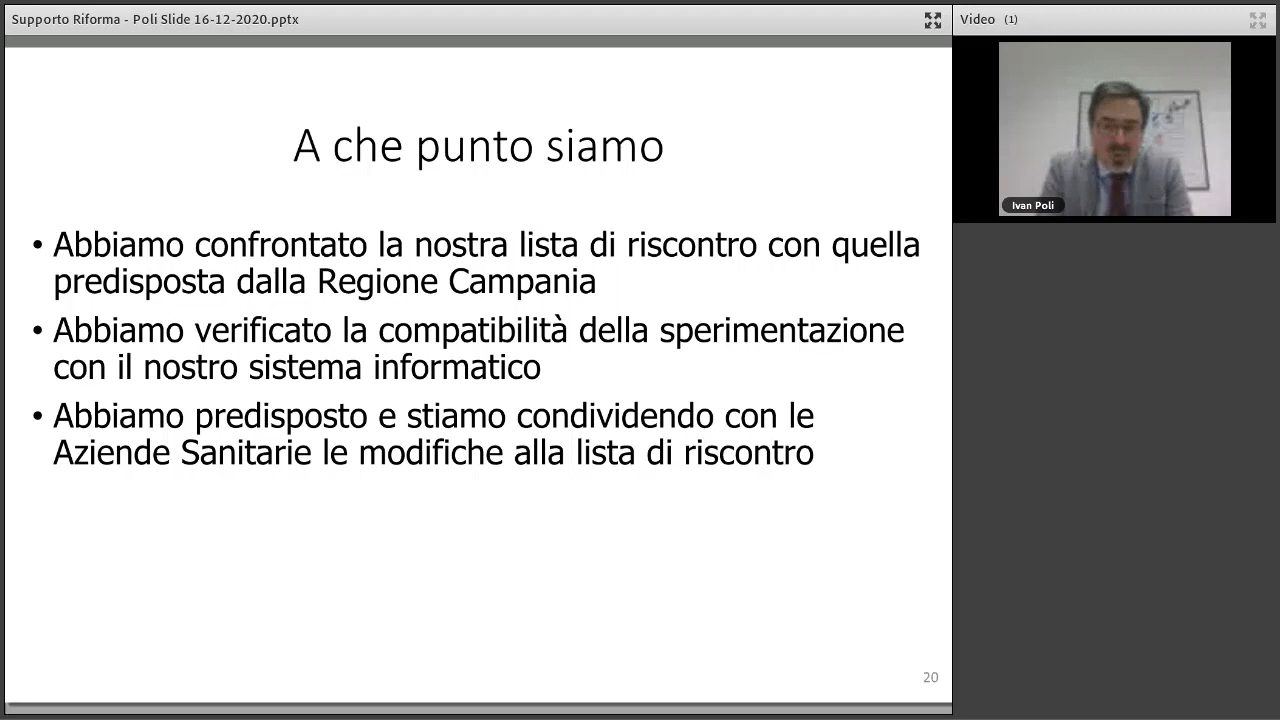 Supporto Riforma - Poli Slide 16-12-2020.pptx
Video (1)
Ivan Poli
A che punto siamo
• Abbiamo confrontato la nostra lista di riscontro con quella
predisposta dalla Regione Campania
• Abbiamo verificato la compatibilità della sperimentazione
con il nostro sistema informatico
• Abbiamo predisposto e stiamo condividendo con le
Aziende Sanitarie le modifiche alla lista di riscontro
20